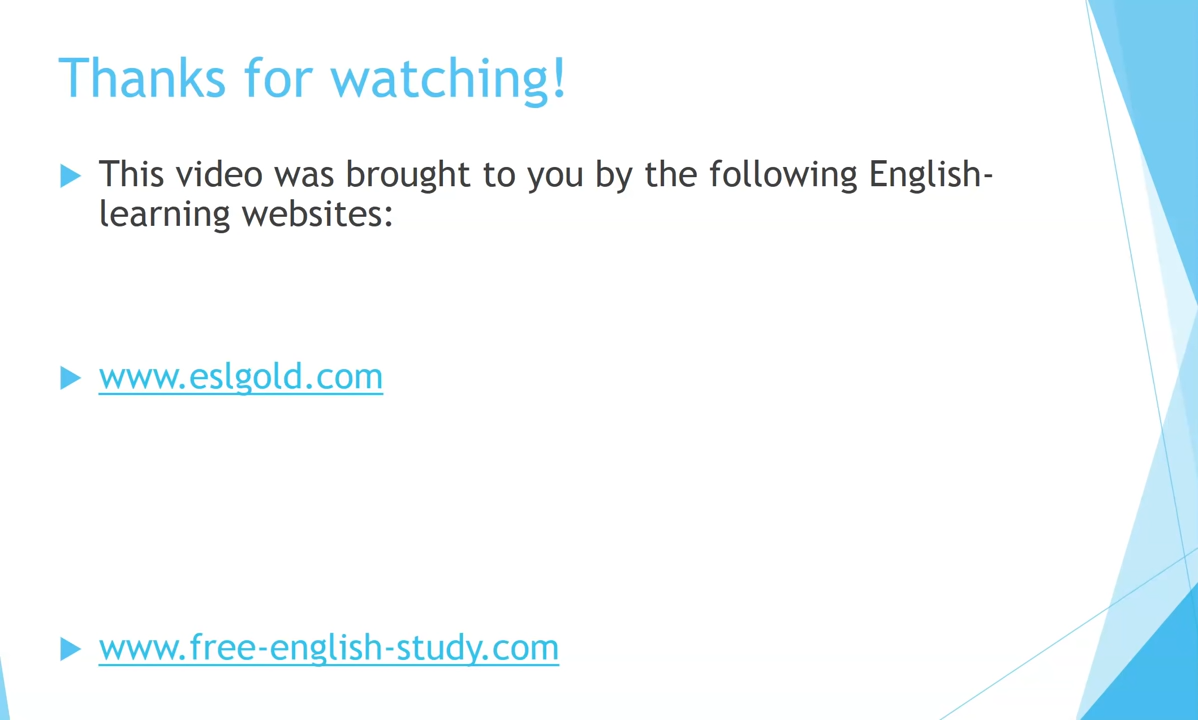 Thanks for watching!
This video was brought to you by the following English-
learning websites:
www.eslgold.com
www.free-english-study.com